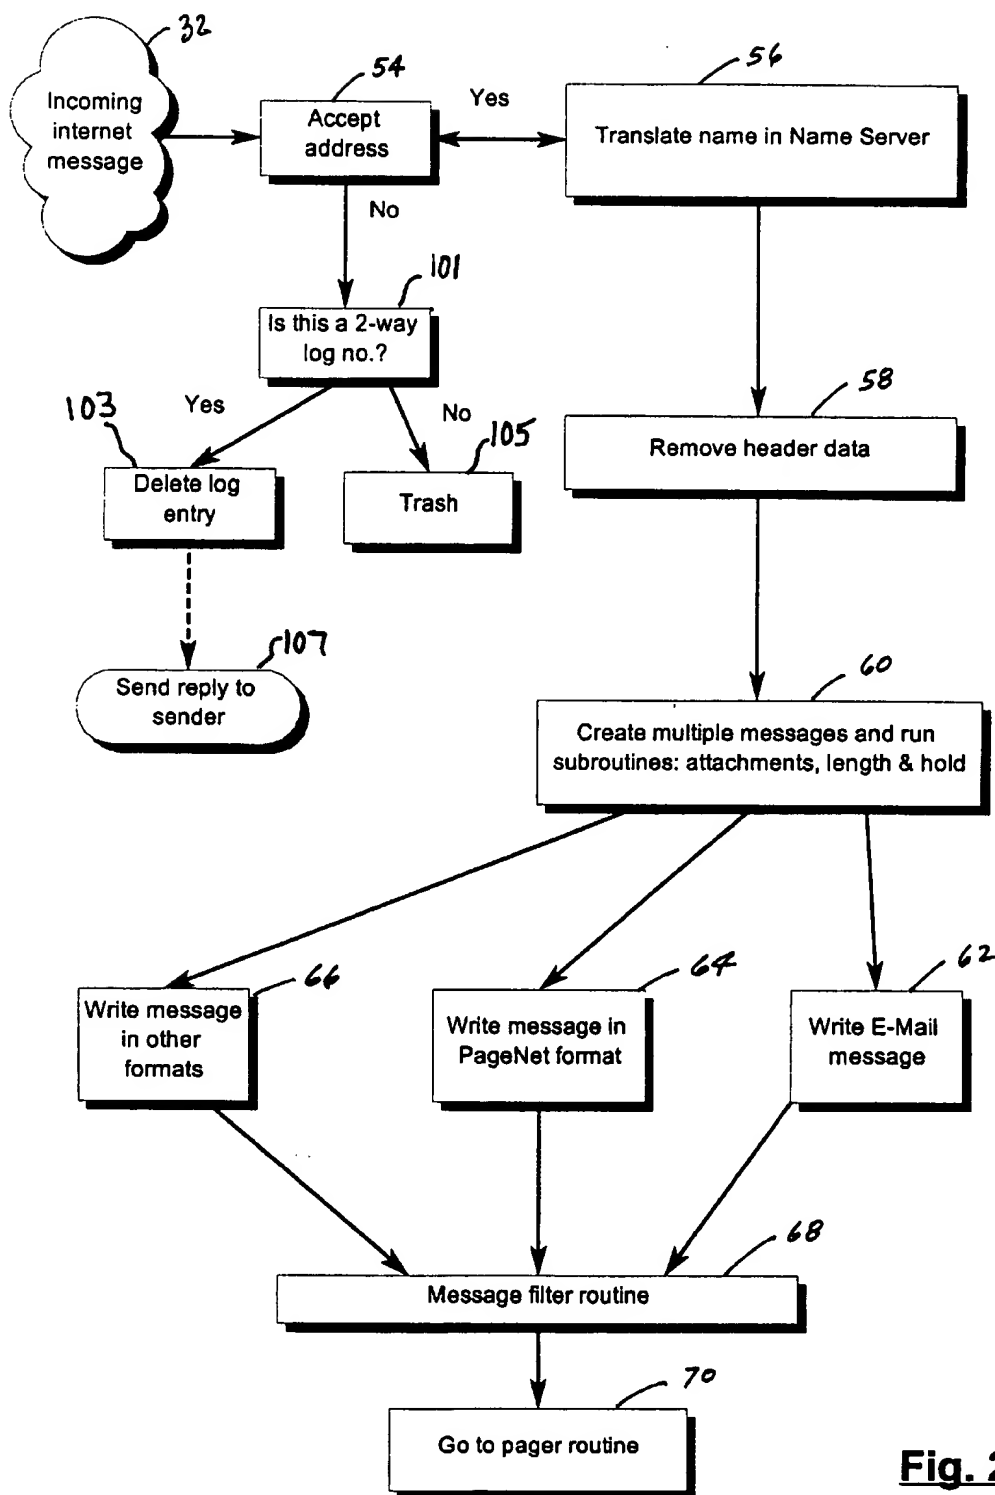 32
Incoming
internet
message
54
Accept
address
Yes
56
Translate name in Name Server
No
101
Is this a 2-way
log no.?
Yes
No
103
Delete log
entry
105
Trash
58
Remove header data
107
Send reply to
sender
60
Create multiple messages and run
subroutines: attachments, length & hold
66
Write message
in other
formats
64
Write message in
PageNet format
62
Write E-Mail
message
68
Message filter routine
70
Go to pager routine
Fig. 2